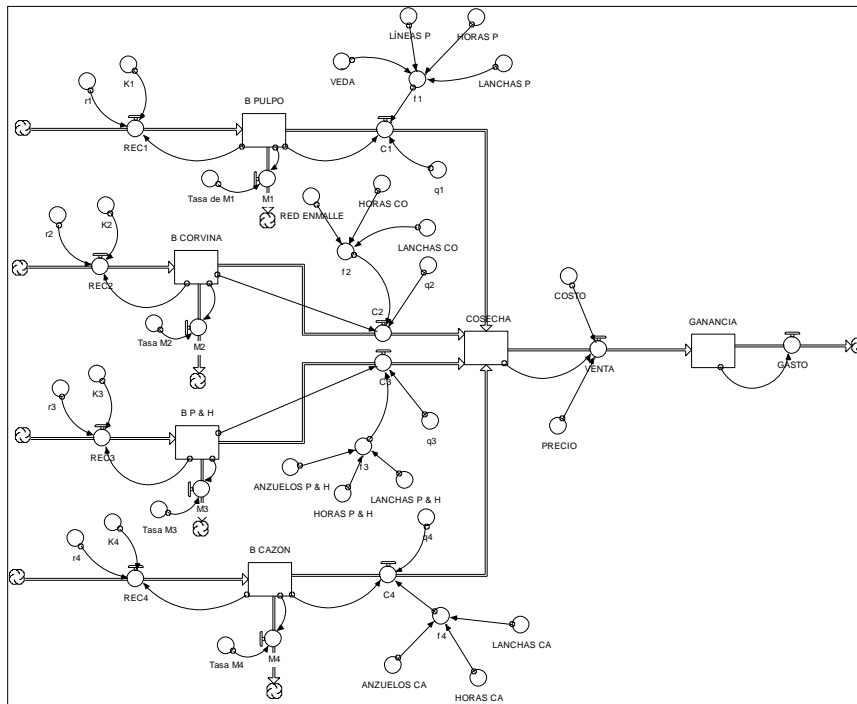 LÍNEAS P
HORAS P
VEDA
LANCHAS P
f1
K1
r1
B PULPO
REC1
C1
q1
Tasa de M1
M1
RED ENMALLE
HORAS CO
LANCHAS CO
f2
q2
K2
r2
B CORVINA
REC2
C2
Tasa M2
M2
COSECHA
COSTO
VENTA
GANANCIA
GASTO
PRECIO
C3
q3
K3
r3
B P & H
REC3
f3
ANZUELOS P & H
LANCHAS P & H
HORAS P & H
Tasa M3
M3
q4
K4
r4
B CAZON
REC4
C4
f4
LANCHAS CA
ANZUELOS CA
HORAS CA
Tasa M4
M4